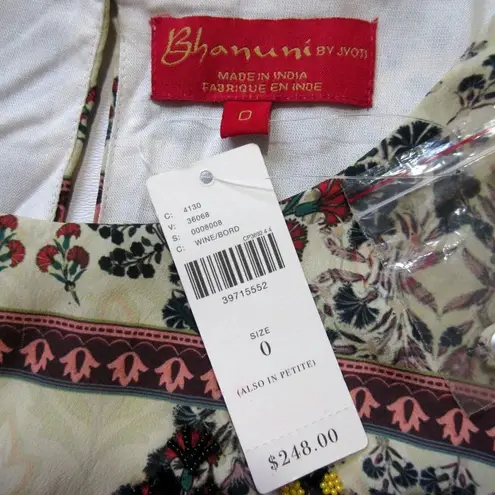 Bhanuni BY JYOTI
MADE IN INDIA
FABRIQUE EN INDE
0
C: 4130
V: 36068
S: 0008008
C: WINE/BORD
39715552
SIZE
0
(ALSO IN PETITE)
$248.00